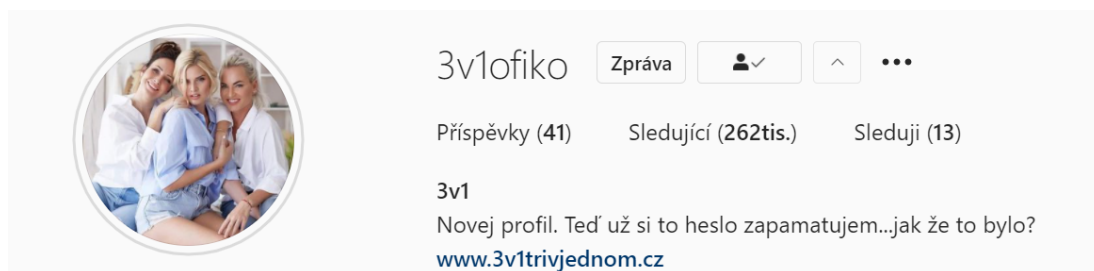 3v1ofiko Zpráva
Příspěvky (41) Sledující (262tis.) Sleduji (13)
3v1
Novej profil. Teď už si to heslo zapamatujem...jak že to bylo?
www.3v1trivjednom.cz